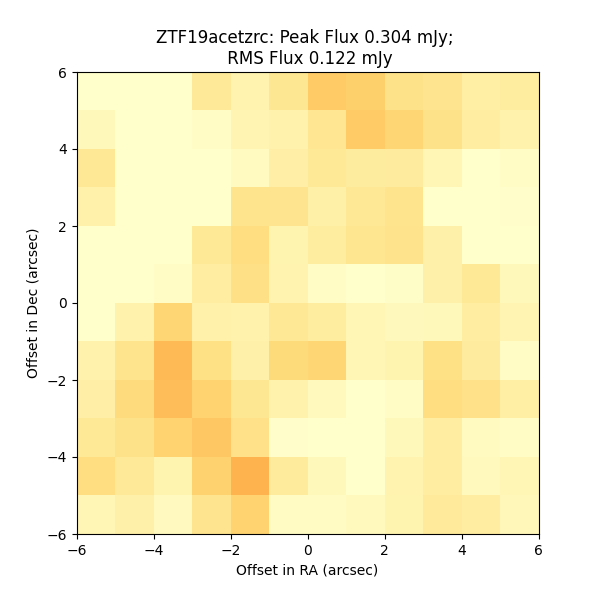 ZTF19acetzrc: Peak Flux 0.304 mJy;
RMS Flux 0.122 mJy
6
4
2
0
−2
−4
−6
Offset in Dec (arcsec)
−6 −4 −2 0 2 4 6
Offset in RA (arcsec)